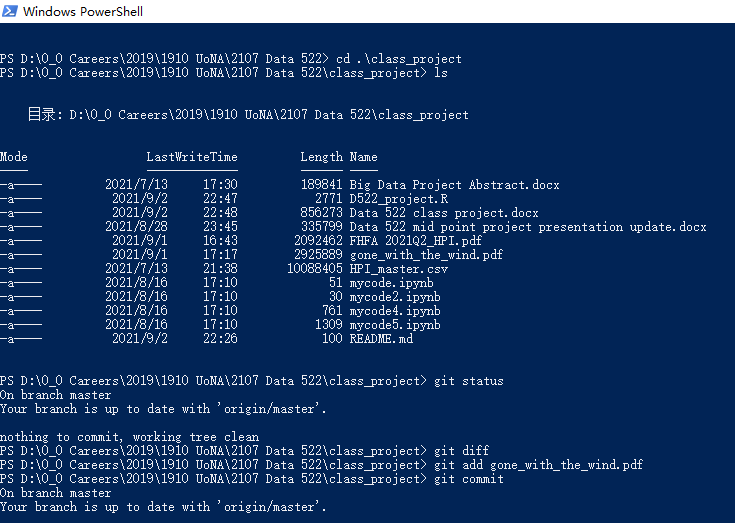 Windows PowerShell
PS D:\0_0 Careers\2019\1910 UoNA\2107 Data 522> cd .\class_project
PS D:\0_0 Careers\2019\1910 UoNA\2107 Data 522\class_project> ls
目录: D:\0_0 Careers\2019\1910 UoNA\2107 Data 522\class_project
Mode LastWriteTime Length Name
---- ------------- ------ ----
-a---- 2021/7/13 17:30 189841 Big Data Project Abstract.docx
-a---- 2021/9/2 22:47 2771 D522_project.R
-a---- 2021/9/2 22:48 856273 Data 522 class project.docx
-a---- 2021/8/28 23:45 335799 Data 522 mid point project presentation update.docx
-a---- 2021/9/1 16:43 2092462 FHFA 2021Q2_HPI.pdf
-a---- 2021/9/1 17:17 2925889 gone_with_the_wind.pdf
-a---- 2021/7/13 21:38 10088405 HPI_master.csv
-a---- 2021/8/16 17:10 51 mycode.ipynb
-a---- 2021/8/16 17:10 30 mycode2.ipynb
-a---- 2021/8/16 17:10 761 mycode4.ipynb
-a---- 2021/8/16 17:10 1309 mycode5.ipynb
-a---- 2021/9/2 22:26 100 README.md
PS D:\0_0 Careers\2019\1910 UoNA\2107 Data 522\class_project> git status
On branch master
Your branch is up to date with 'origin/master'.
nothing to commit, working tree clean
PS D:\0_0 Careers\2019\1910 UoNA\2107 Data 522\class_project> git diff
PS D:\0_0 Careers\2019\1910 UoNA\2107 Data 522\class_project> git add gone_with_the_wind.pdf
PS D:\0_0 Careers\2019\1910 UoNA\2107 Data 522\class_project> git commit
On branch master
Your branch is up to date with 'origin/master'.